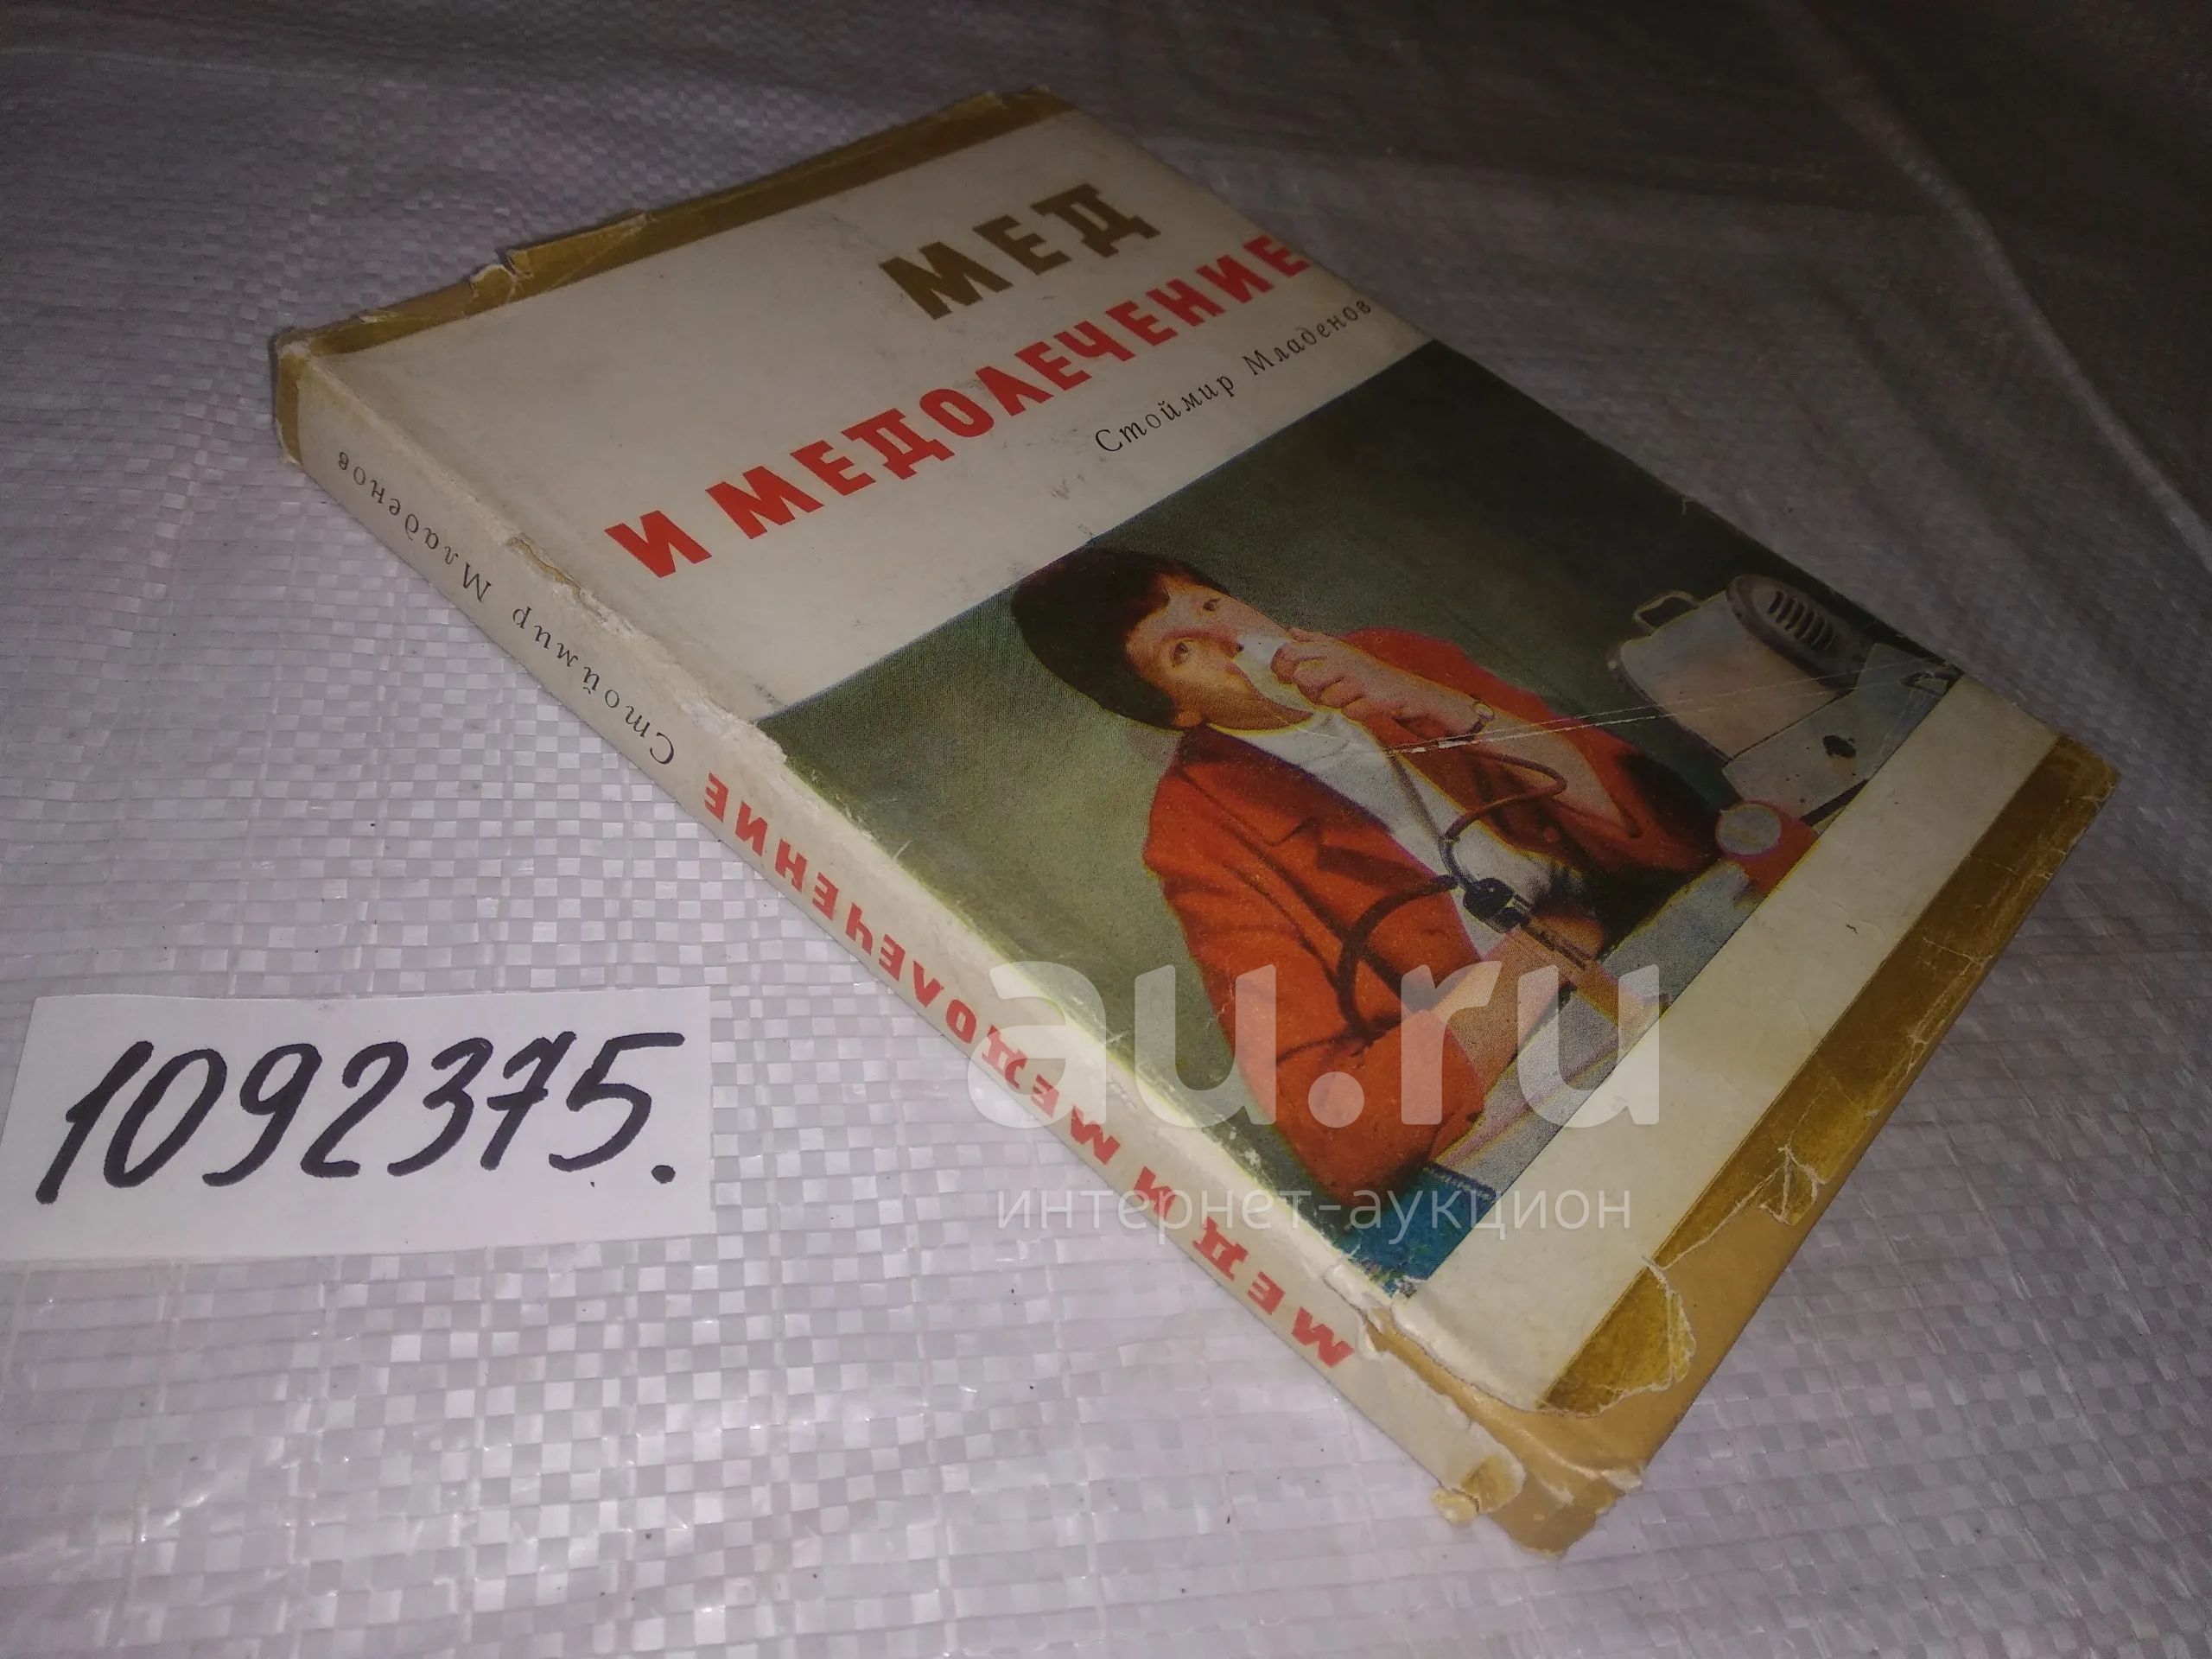 МЕД
И МЕДОЛЕЧЕНИЕ
Стоймир Младенов
МЕД И МЕДОЛЕЧЕНИЕ Стоймир Младенов
1092375.
au.ru
интернет-аукцион